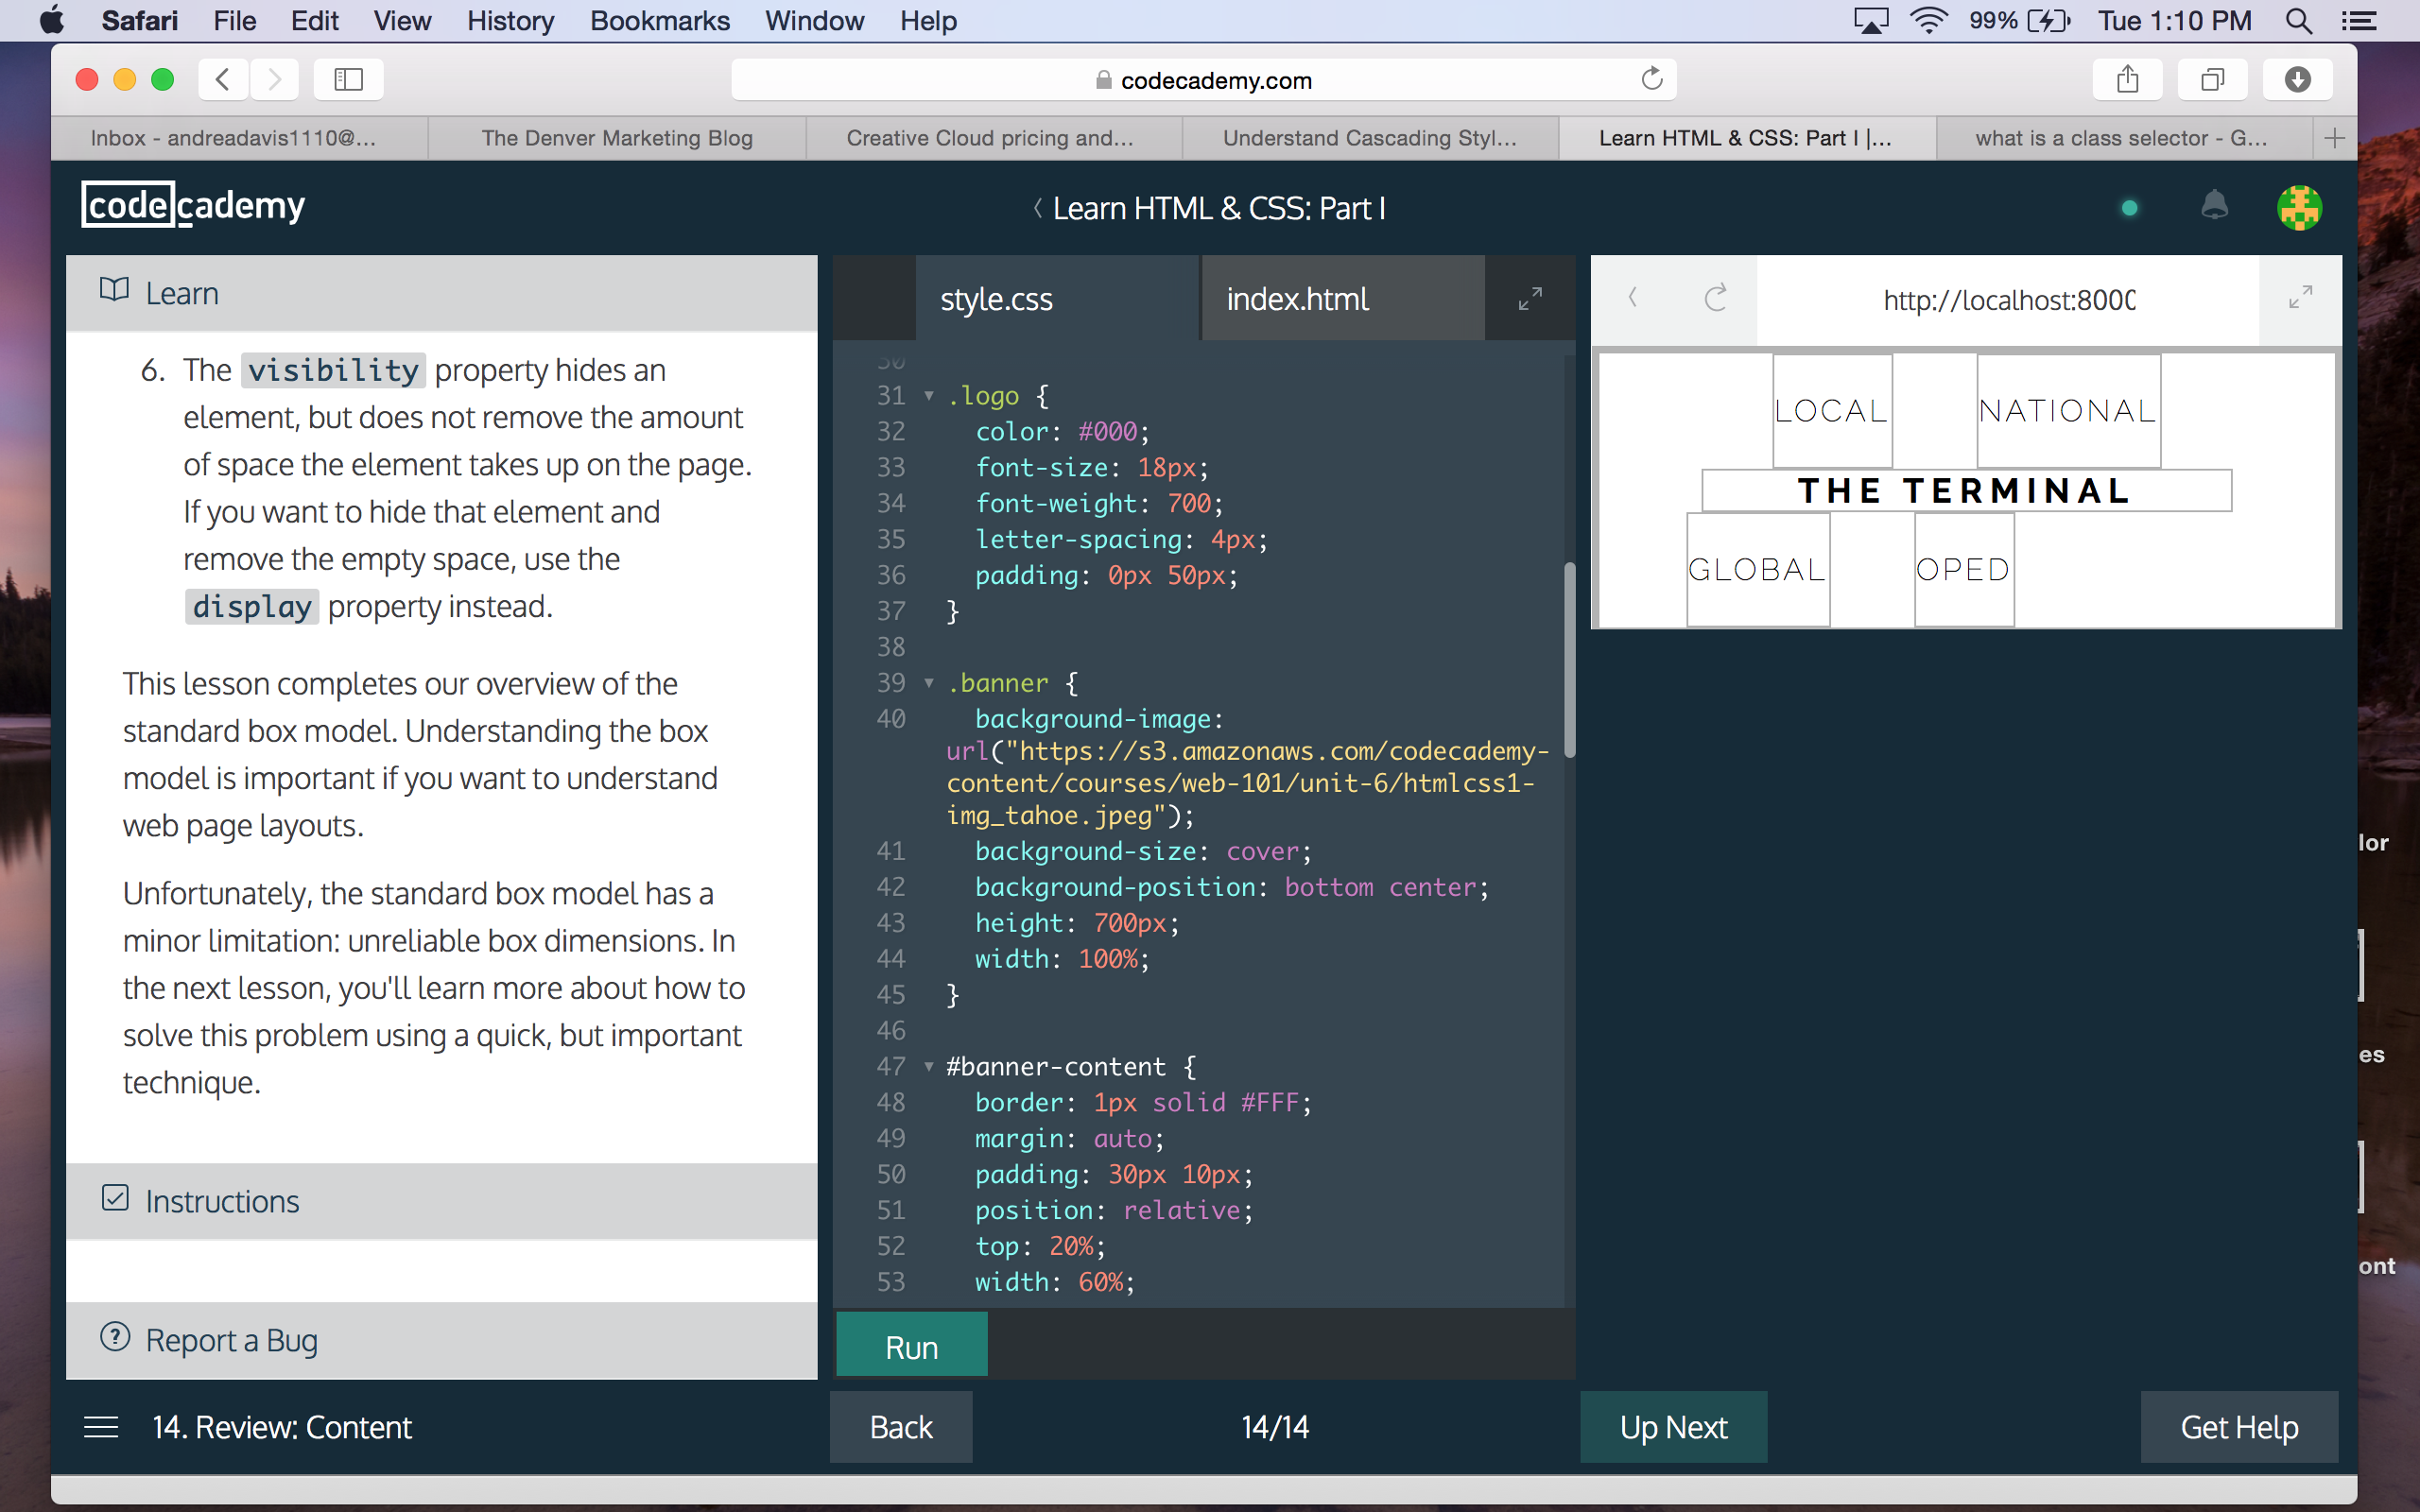 Safari File Edit View History Bookmarks Window Help 99% Tue 1:10 PM
codecademy.com
Inbox - andreadavis1110@... The Denver Marketing Blog Creative Cloud pricing and... Understand Cascading Styl... Learn HTML & CSS: Part I |... what is a class selector - G...
codecademy
Learn HTML & CSS: Part I
Learn
6. The visibility property hides an
element, but does not remove the amount
of space the element takes up on the page.
If you want to hide that element and
remove the empty space, use the
display property instead.
This lesson completes our overview of the
standard box model. Understanding the box
model is important if you want to understand
web page layouts.
Unfortunately, the standard box model has a
minor limitation: unreliable box dimensions. In
the next lesson, you'll learn more about how to
solve this problem using a quick, but important
technique.
Instructions
Report a Bug
style.css index.html
30
31 .logo {
32 color: #000;
33 font-size: 18px;
34 font-weight: 700;
35 letter-spacing: 4px;
36 padding: 0px 50px;
37 }
38
39 .banner {
40 background-image:
url("https://s3.amazonaws.com/codecademy-
content/courses/web-101/unit-6/htmlcss1-
img_tahoe.jpeg");
41 background-size: cover;
42 background-position: bottom center;
43 height: 700px;
44 width: 100%;
45 }
46
47 #banner-content {
48 border: 1px solid #FFF;
49 margin: auto;
50 padding: 30px 10px;
51 position: relative;
52 top: 20%;
53 width: 60%;
Run
http://localhost:8000
LOCAL NATIONAL
THE TERMINAL
GLOBAL OPED
lor
es
ont
14. Review: Content Back 14/14 Up Next Get Help